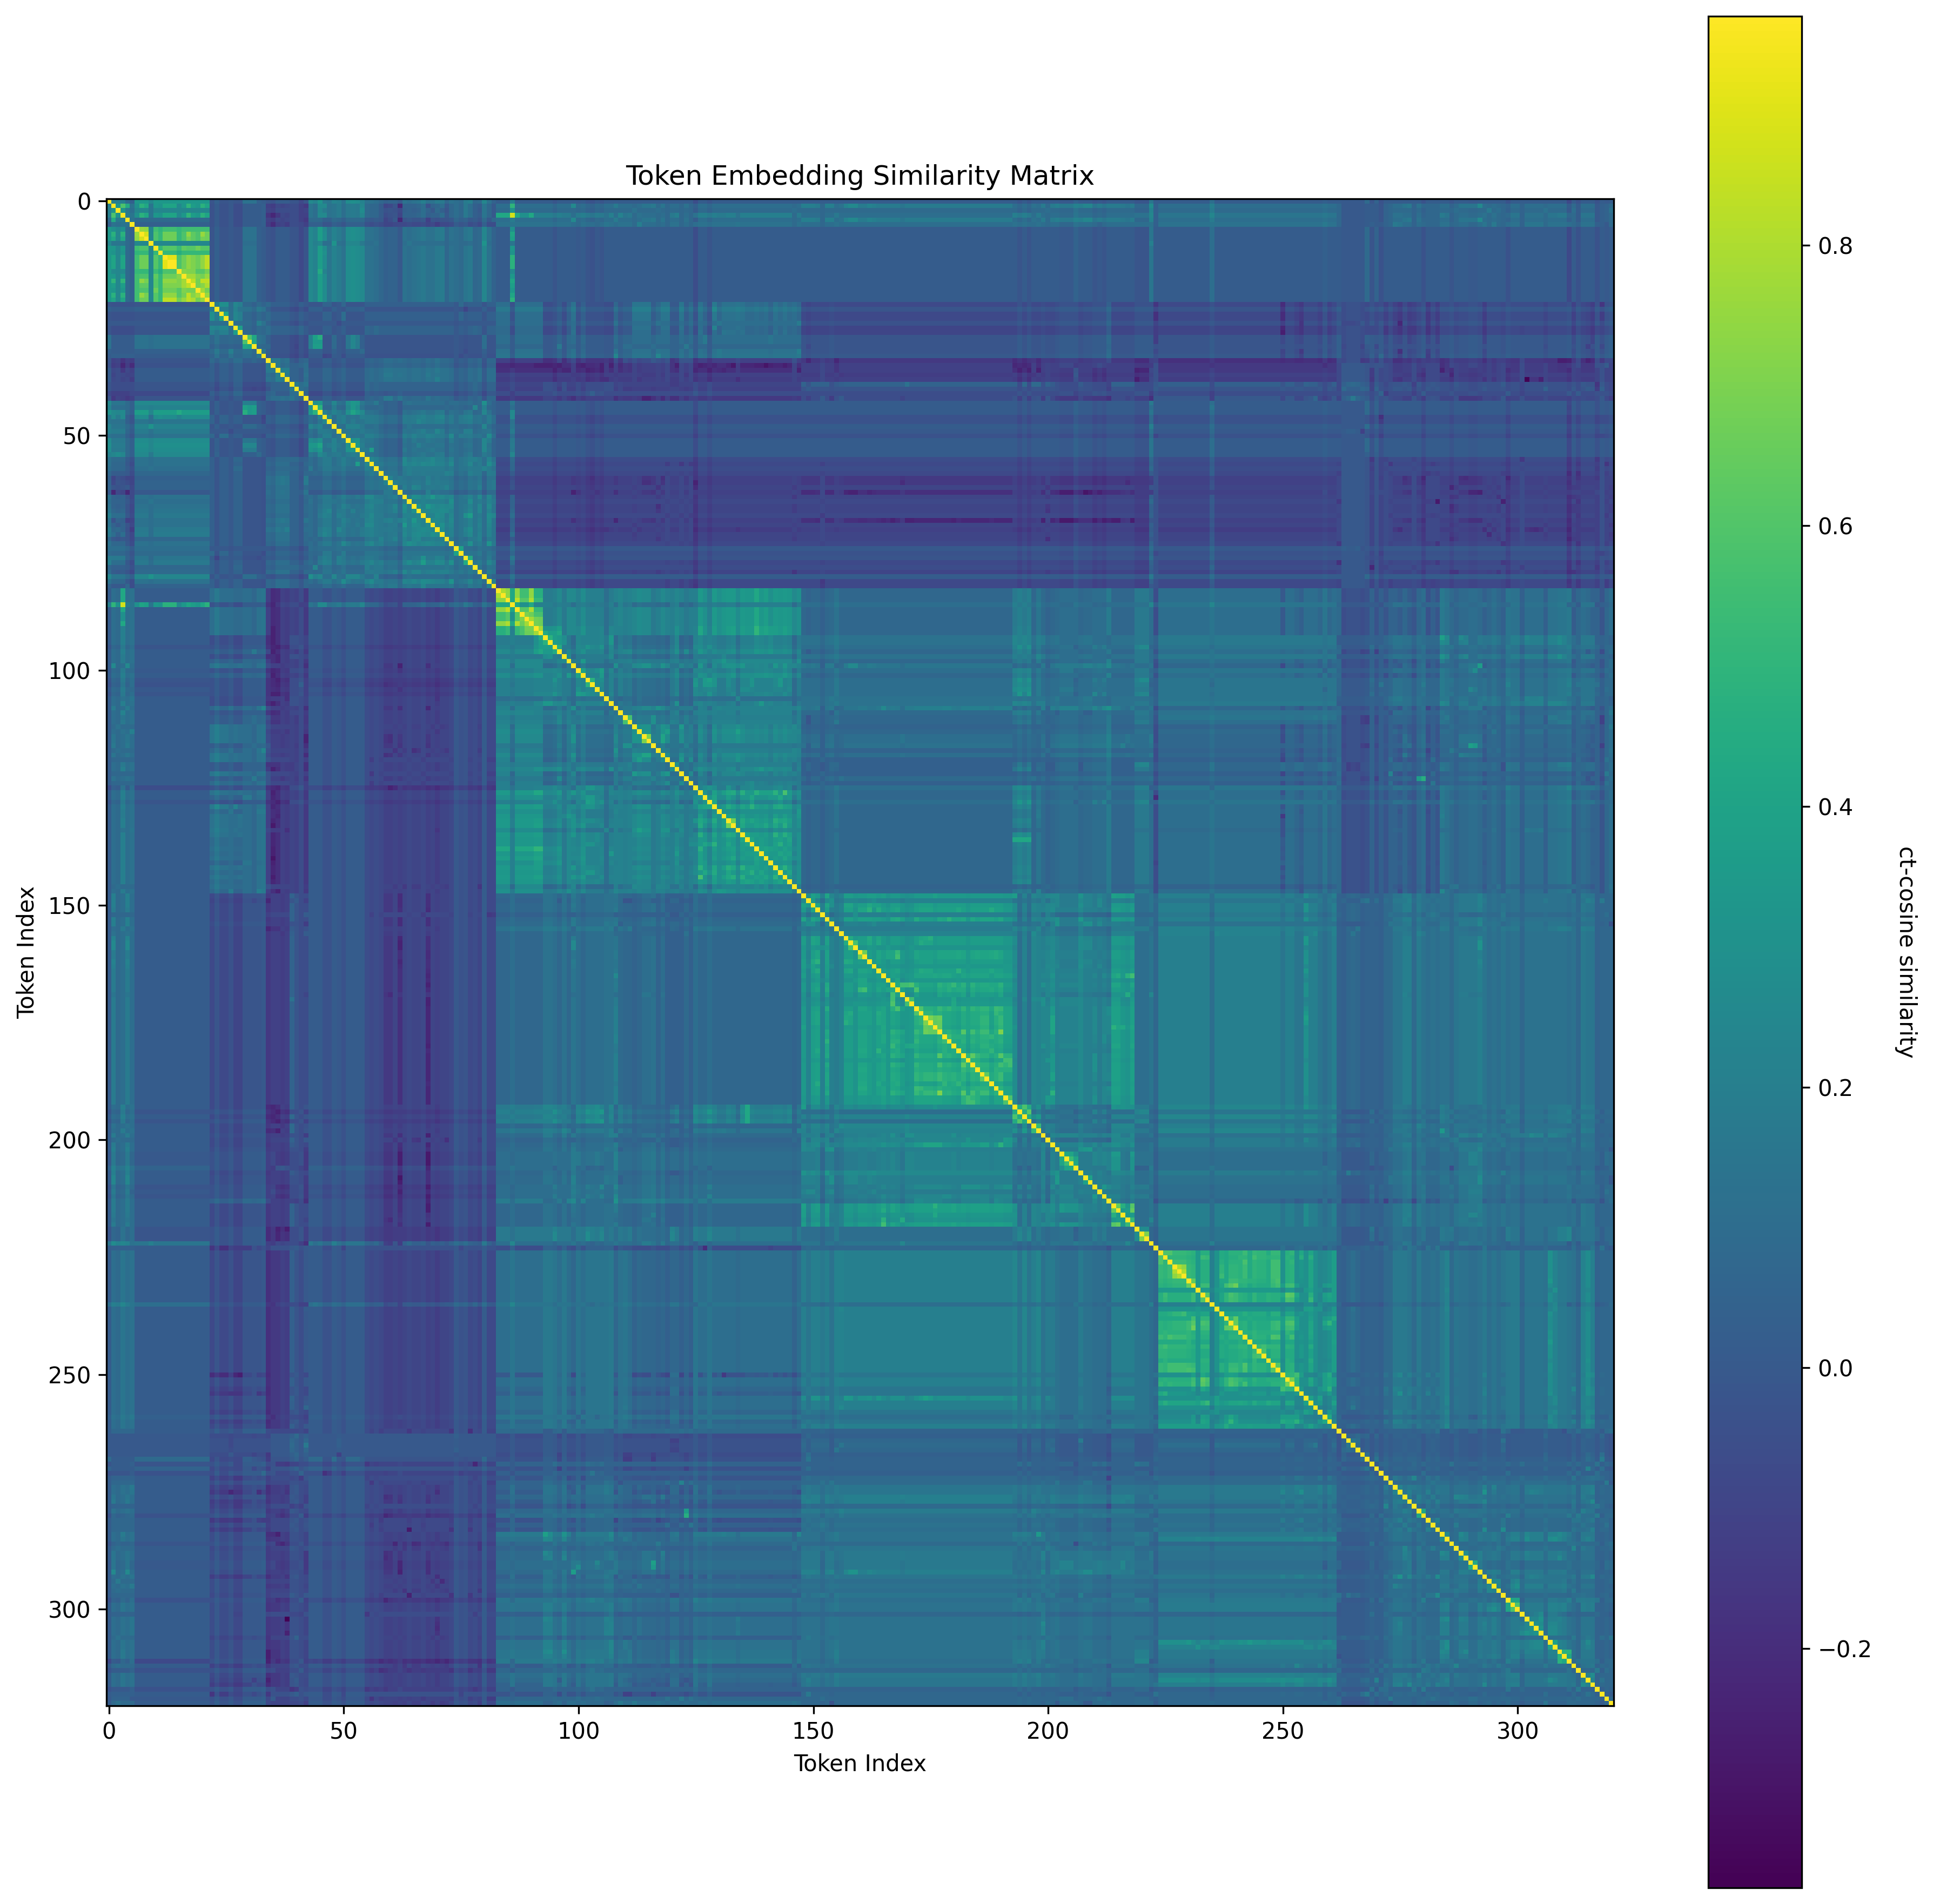 Token Embedding Similarity Matrix
0
50
100
150
200
250
300
Token Index
0 50 100 150 200 250 300
Token Index
0.8
0.6
0.4
0.2
0.0
−0.2
ct-cosine similarity